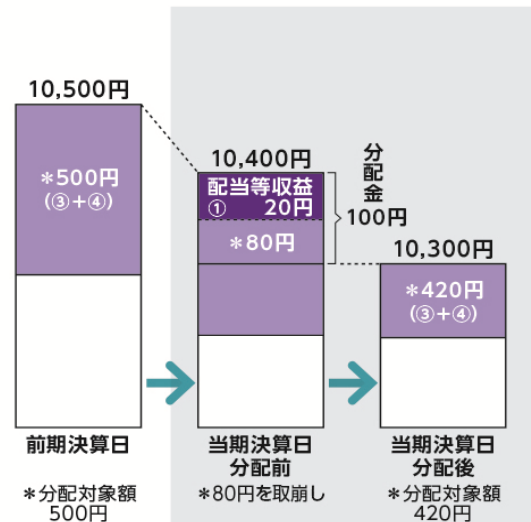 10,500円
*500円
(③+④)
前期決算日
*分配対象額
500円
10,400円
配当等収益
① 20円
*80円
分配金
100円
当期決算日
分配前
*80円を取崩し
10,300円
*420円
(③+④)
当期決算日
分配後
*分配対象額
420円